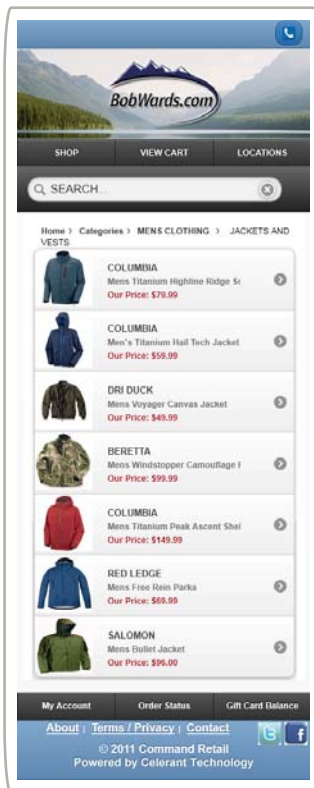 BobWards.com
SHOP VIEW CART LOCATIONS
SEARCH...
Home > Categories > MENS CLOTHING > JACKETS AND
VESTS
COLUMBIA
Mens Titanium Highline Ridge So
Our Price: $79.99
COLUMBIA
Men's Titanium Hail Tech Jacket
Our Price: $59.99
DRI DUCK
Mens Voyager Canvas Jacket
Our Price: $49.99
BERETTA
Mens Windstopper Camouflage
Our Price: $99.99
COLUMBIA
Mens Titanium Peak Ascent Shel
Our Price: $149.99
RED LEDGE
Mens Free Rein Parka
Our Price: $69.99
SALOMON
Mens Bullet Jacket
Our Price: $96.00
My Account Order Status Gift Card Balance
About | Terms / Privacy | Contact
© 2011 Command Retail
Powered by Celerant Technology